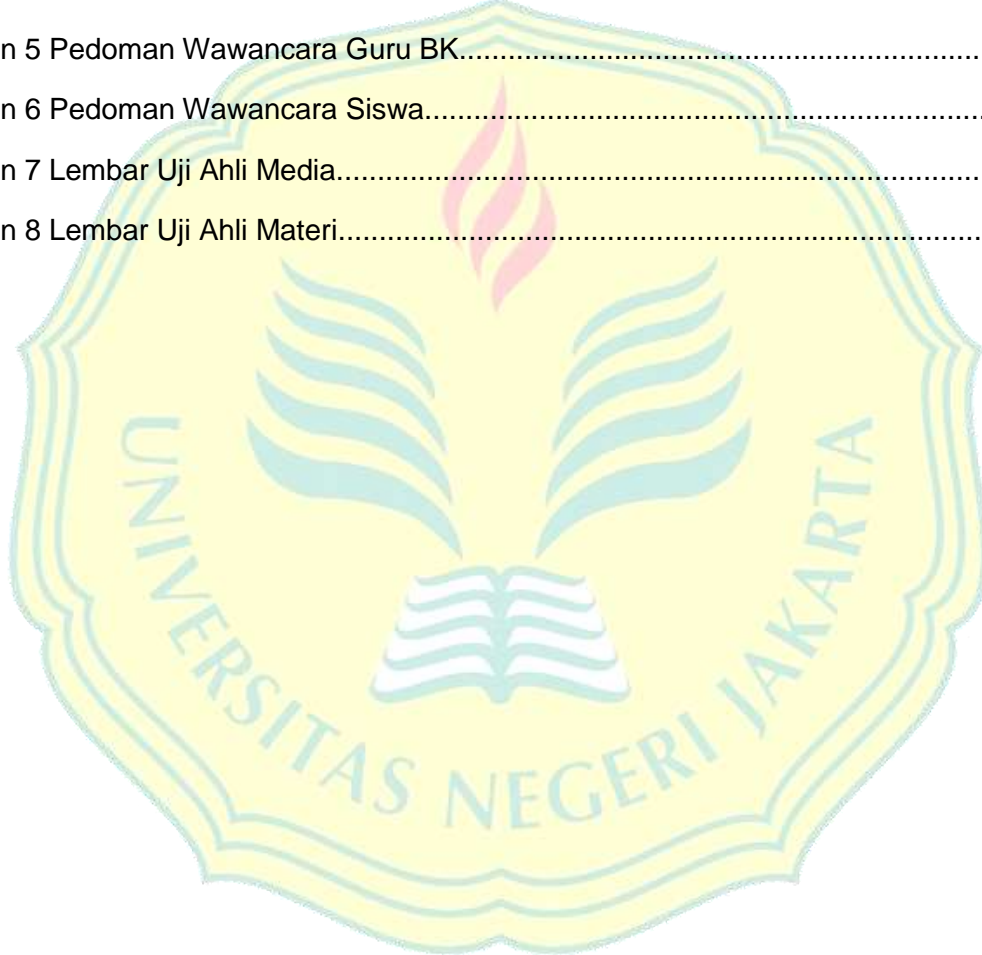 n 5 Pedoman Wawancara Guru BK................................................................
n 6 Pedoman Wawancara Siswa....................................................................
n 7 Lembar Uji Ahli Media...............................................................................
n 8 Lembar Uji Ahli Materi...............................................................................
UNIVERSITAS NEGERI JAKARTA